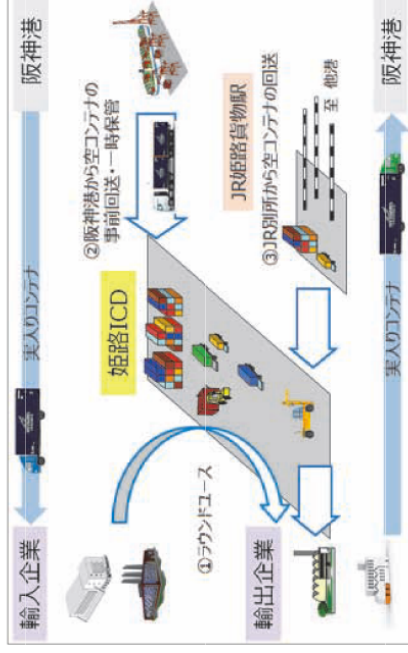 輸入企業
実入りコンテナ
阪神港
②阪神港から空コンテナの
事前回送・一時保管
姫路ICD
①ラウンドユース
JR姫路貨物駅
③JR別所から空コンテナの回送
至 他港
輸出企業
実入りコンテナ
阪神港